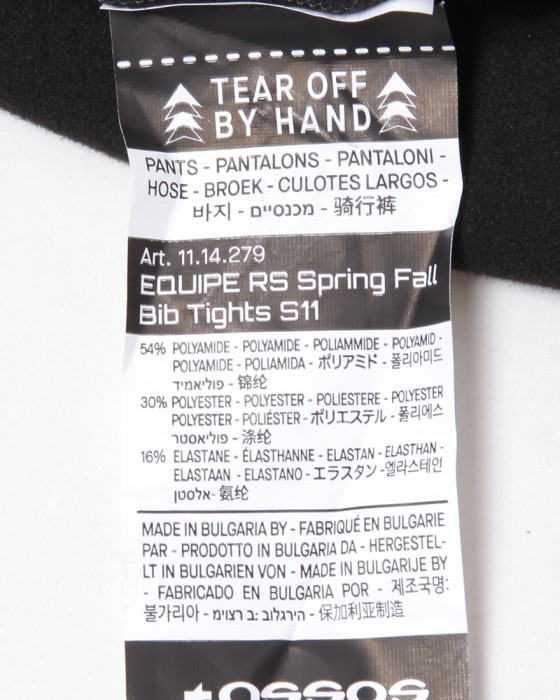 TEAR OFF
BY HAND
PANTS - PANTALONS - PANTALONI -
HOSE - BROEK - CULOTES LARGOS -
바지 - מכנסיים - 骑行裤
Art. 11.14.279
EQUIPE RS Spring Fall
Bib Tights S11
54% POLYAMIDE - POLYAMIDE - POLIAMMIDE - POLYAMID -
POLYAMIDE - POLIAMIDA - ポリアミド - 폴리아미드
פוליאמיד - 锦纶
30% POLYESTER - POLYESTER - POLIESTERE - POLYESTER
POLYESTER - POLIÉSTER - ポリエステル - 폴리에스
פוליאסטר - 涤纶
16% ELASTANE - ÉLASTHANNE - ELASTAN - ELASTHAN -
ELASTAAN - ELASTANO - エラスタン -엘라스테인
אלסטן- 氨纶
MADE IN BULGARIA BY - FABRIQUÉ EN BULGARIE
PAR - PRODOTTO IN BULGARIA DA - HERGESTEL-
LT IN BULGARIEN VON - MADE IN BULGARIJE BY
- FABRICADO EN BULGARIA POR - 제조국명:
불가리아 - הירגלוב :ב רצוימ - 保加利亚制造
assos